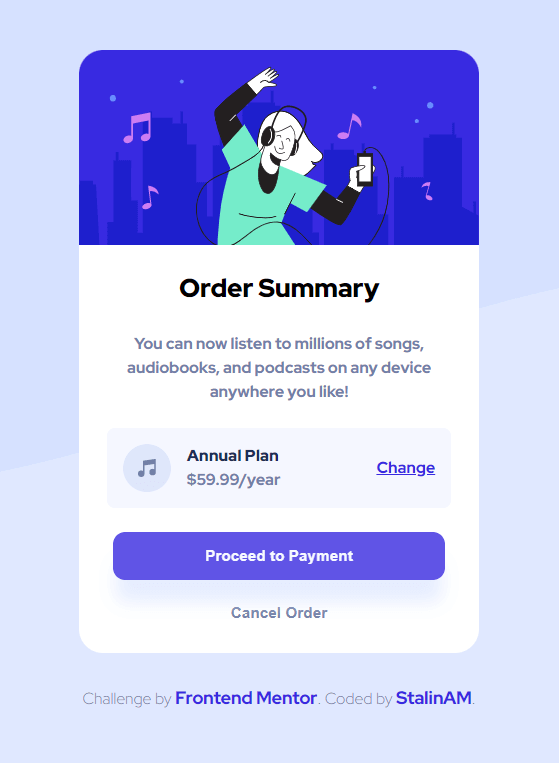 Order Summary
You can now listen to millions of songs,
audiobooks, and podcasts on any device
anywhere you like!
Annual Plan
$59.99/year
Change
Proceed to Payment
Cancel Order
Challenge by Frontend Mentor. Coded by StalinAM.